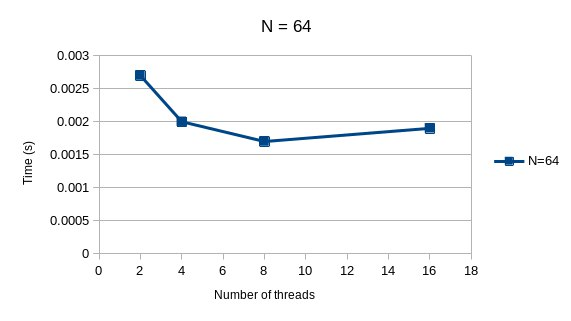 N = 64
0.003
0.0025
0.002
0.0015
0.001
0.0005
0
Time (s)
0 2 4 6 8 10 12 14 16 18
Number of threads
N=64